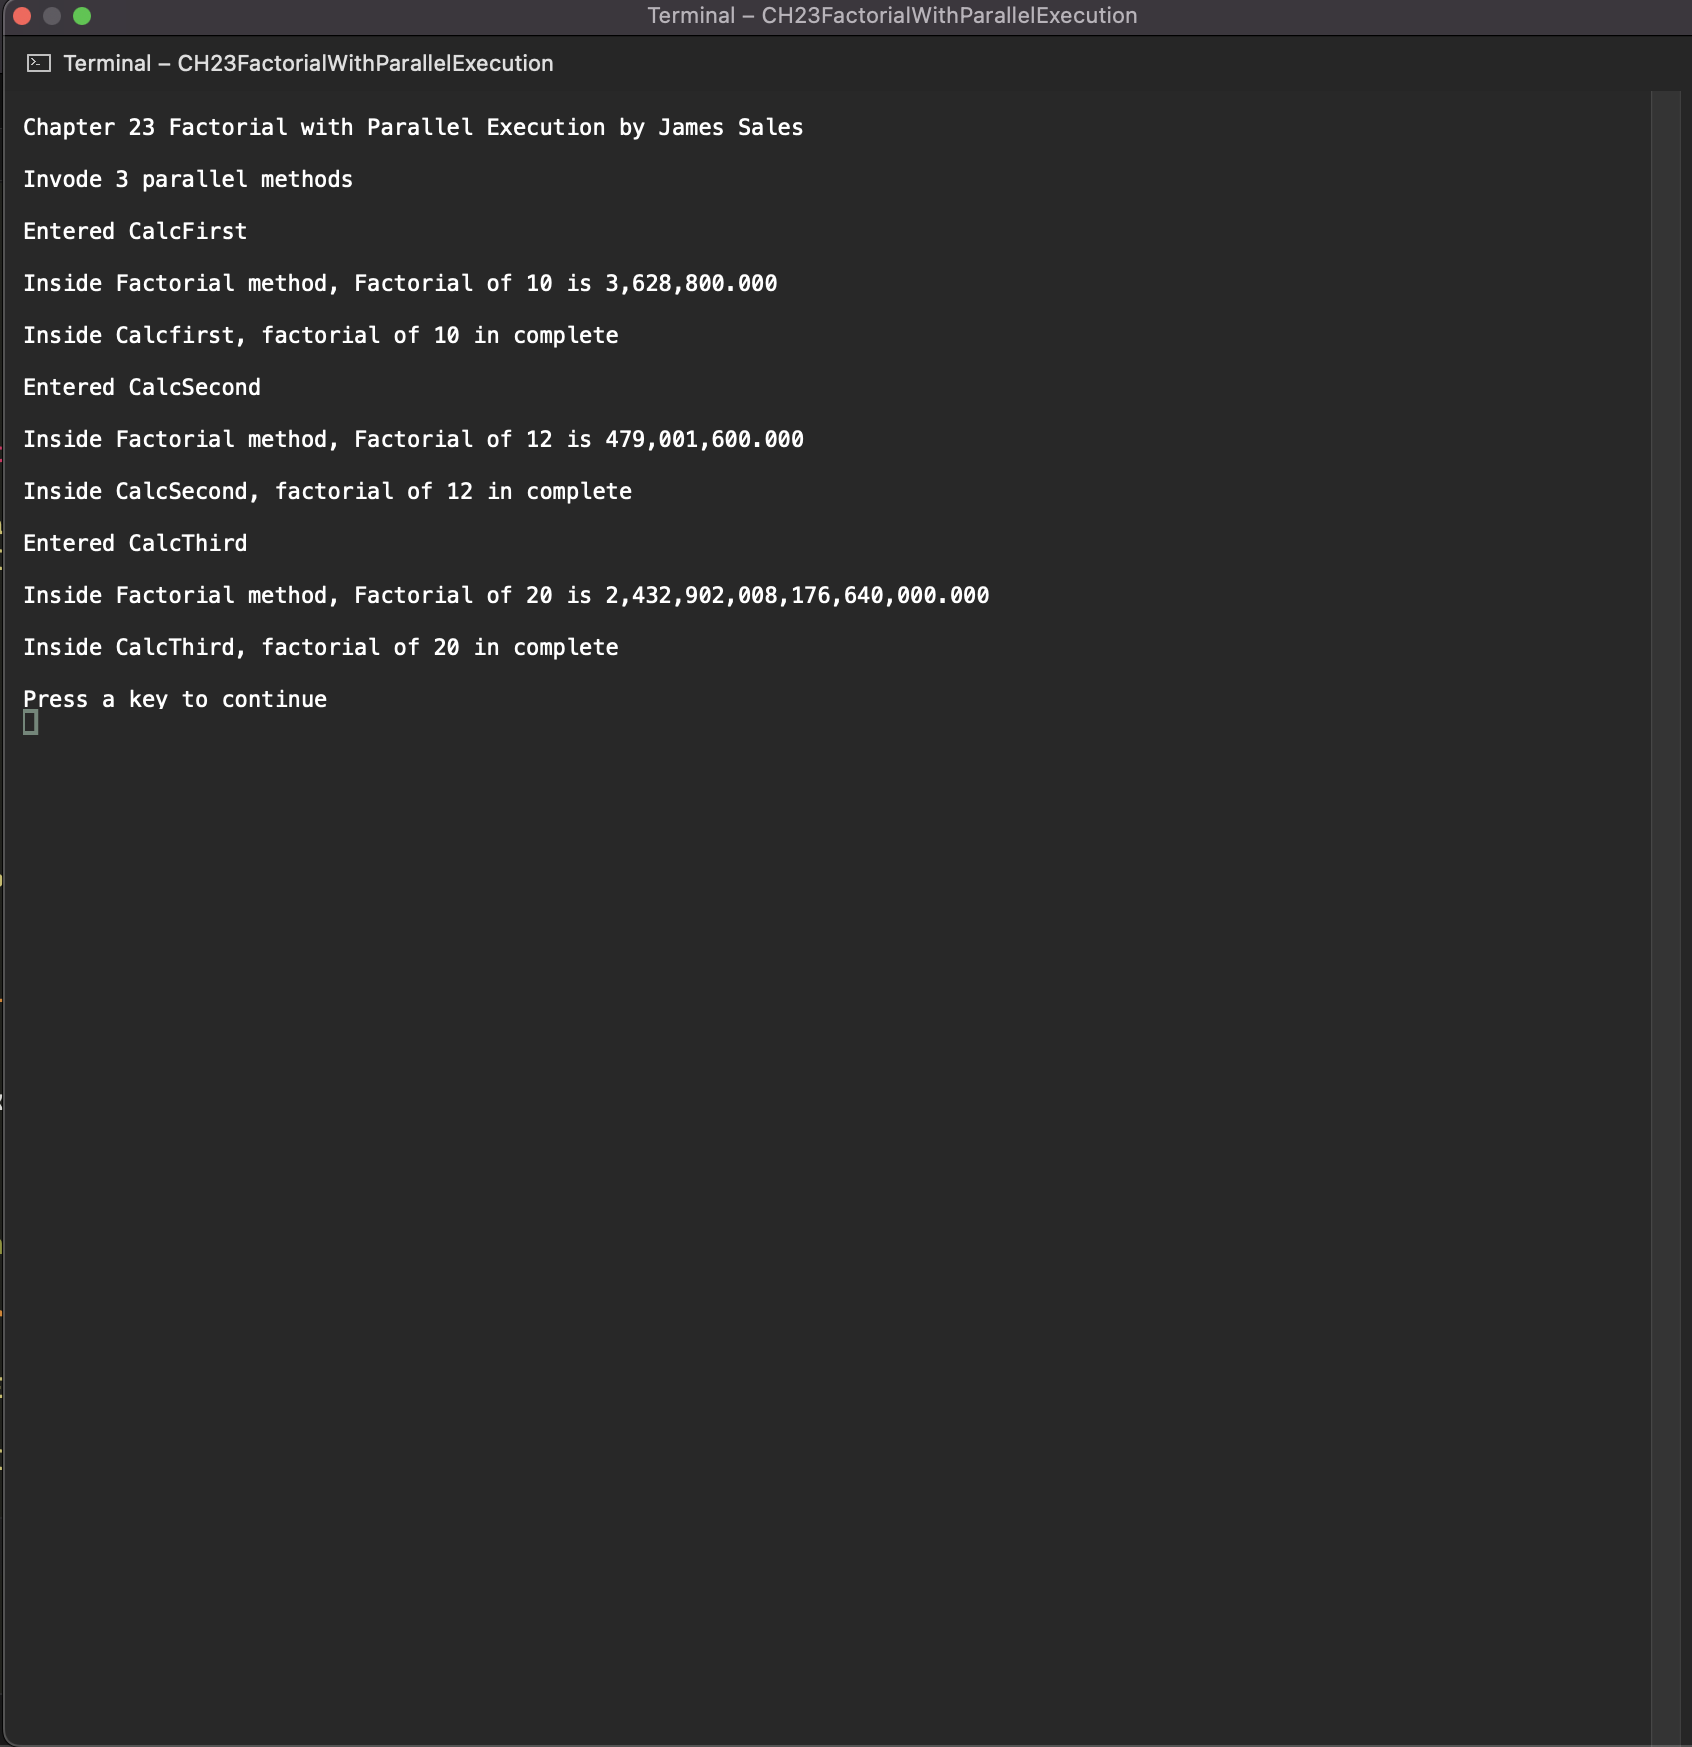 Terminal – CH23FactorialWithParallelExecution
Terminal – CH23FactorialWithParallelExecution
Chapter 23 Factorial with Parallel Execution by James Sales
Invode 3 parallel methods
Entered CalcFirst
Inside Factorial method, Factorial of 10 is 3,628,800.000
Inside Calcfirst, factorial of 10 in complete
Entered CalcSecond
Inside Factorial method, Factorial of 12 is 479,001,600.000
Inside CalcSecond, factorial of 12 in complete
Entered CalcThird
Inside Factorial method, Factorial of 20 is 2,432,902,008,176,640,000.000
Inside CalcThird, factorial of 20 in complete
Press a key to continue